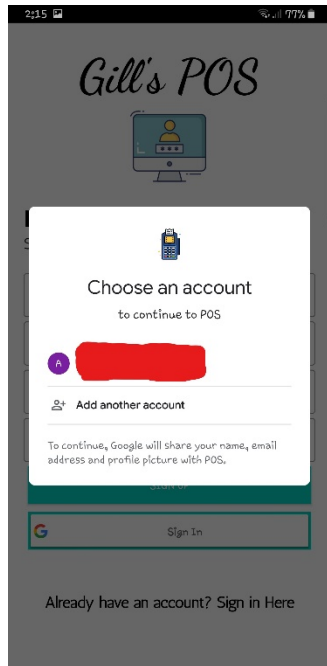 2:15
77%
Gill's POS
Choose an account
to continue to POS
A
Add another account
To continue, Google will share your name, email
address and profile picture with POS.
Sign In
Already have an account? Sign in Here